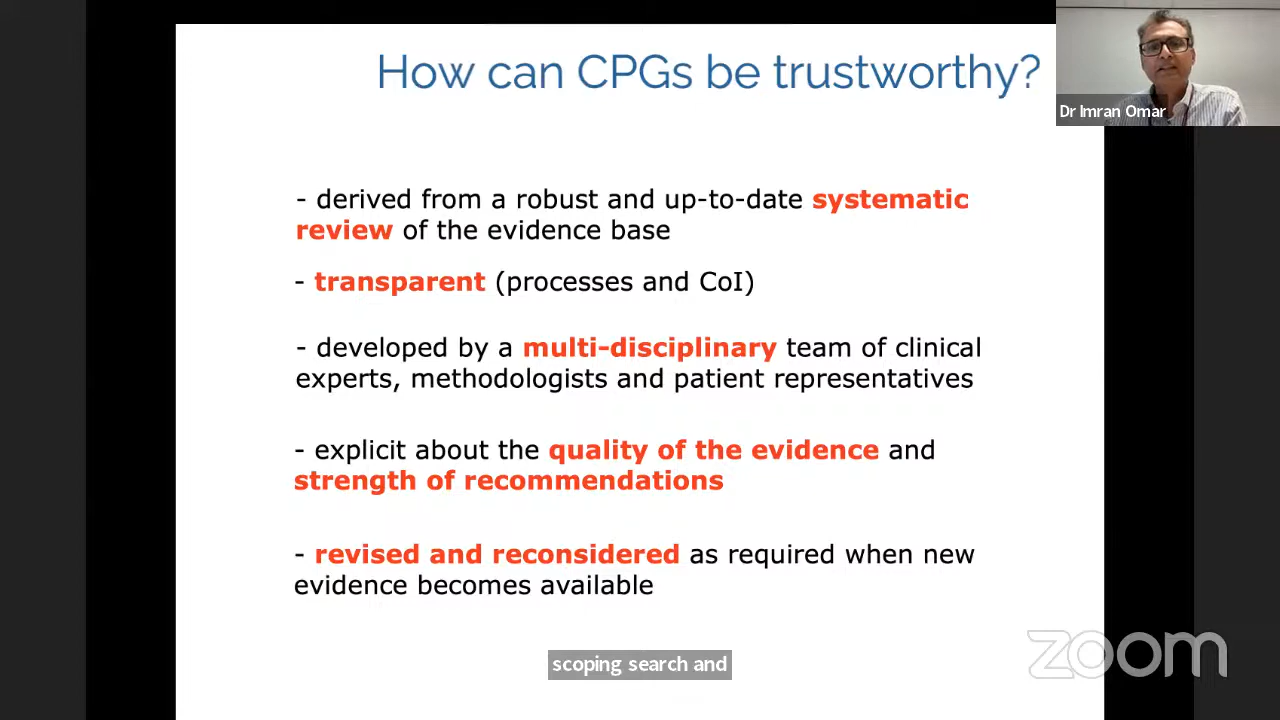 How can CPGs be trustworthy?
Dr Imran Omar
- derived from a robust and up-to-date systematic
review of the evidence base
- transparent (processes and CoI)
- developed by a multi-disciplinary team of clinical
experts, methodologists and patient representatives
- explicit about the quality of the evidence and
strength of recommendations
- revised and reconsidered as required when new
evidence becomes available
scoping search and
zoom